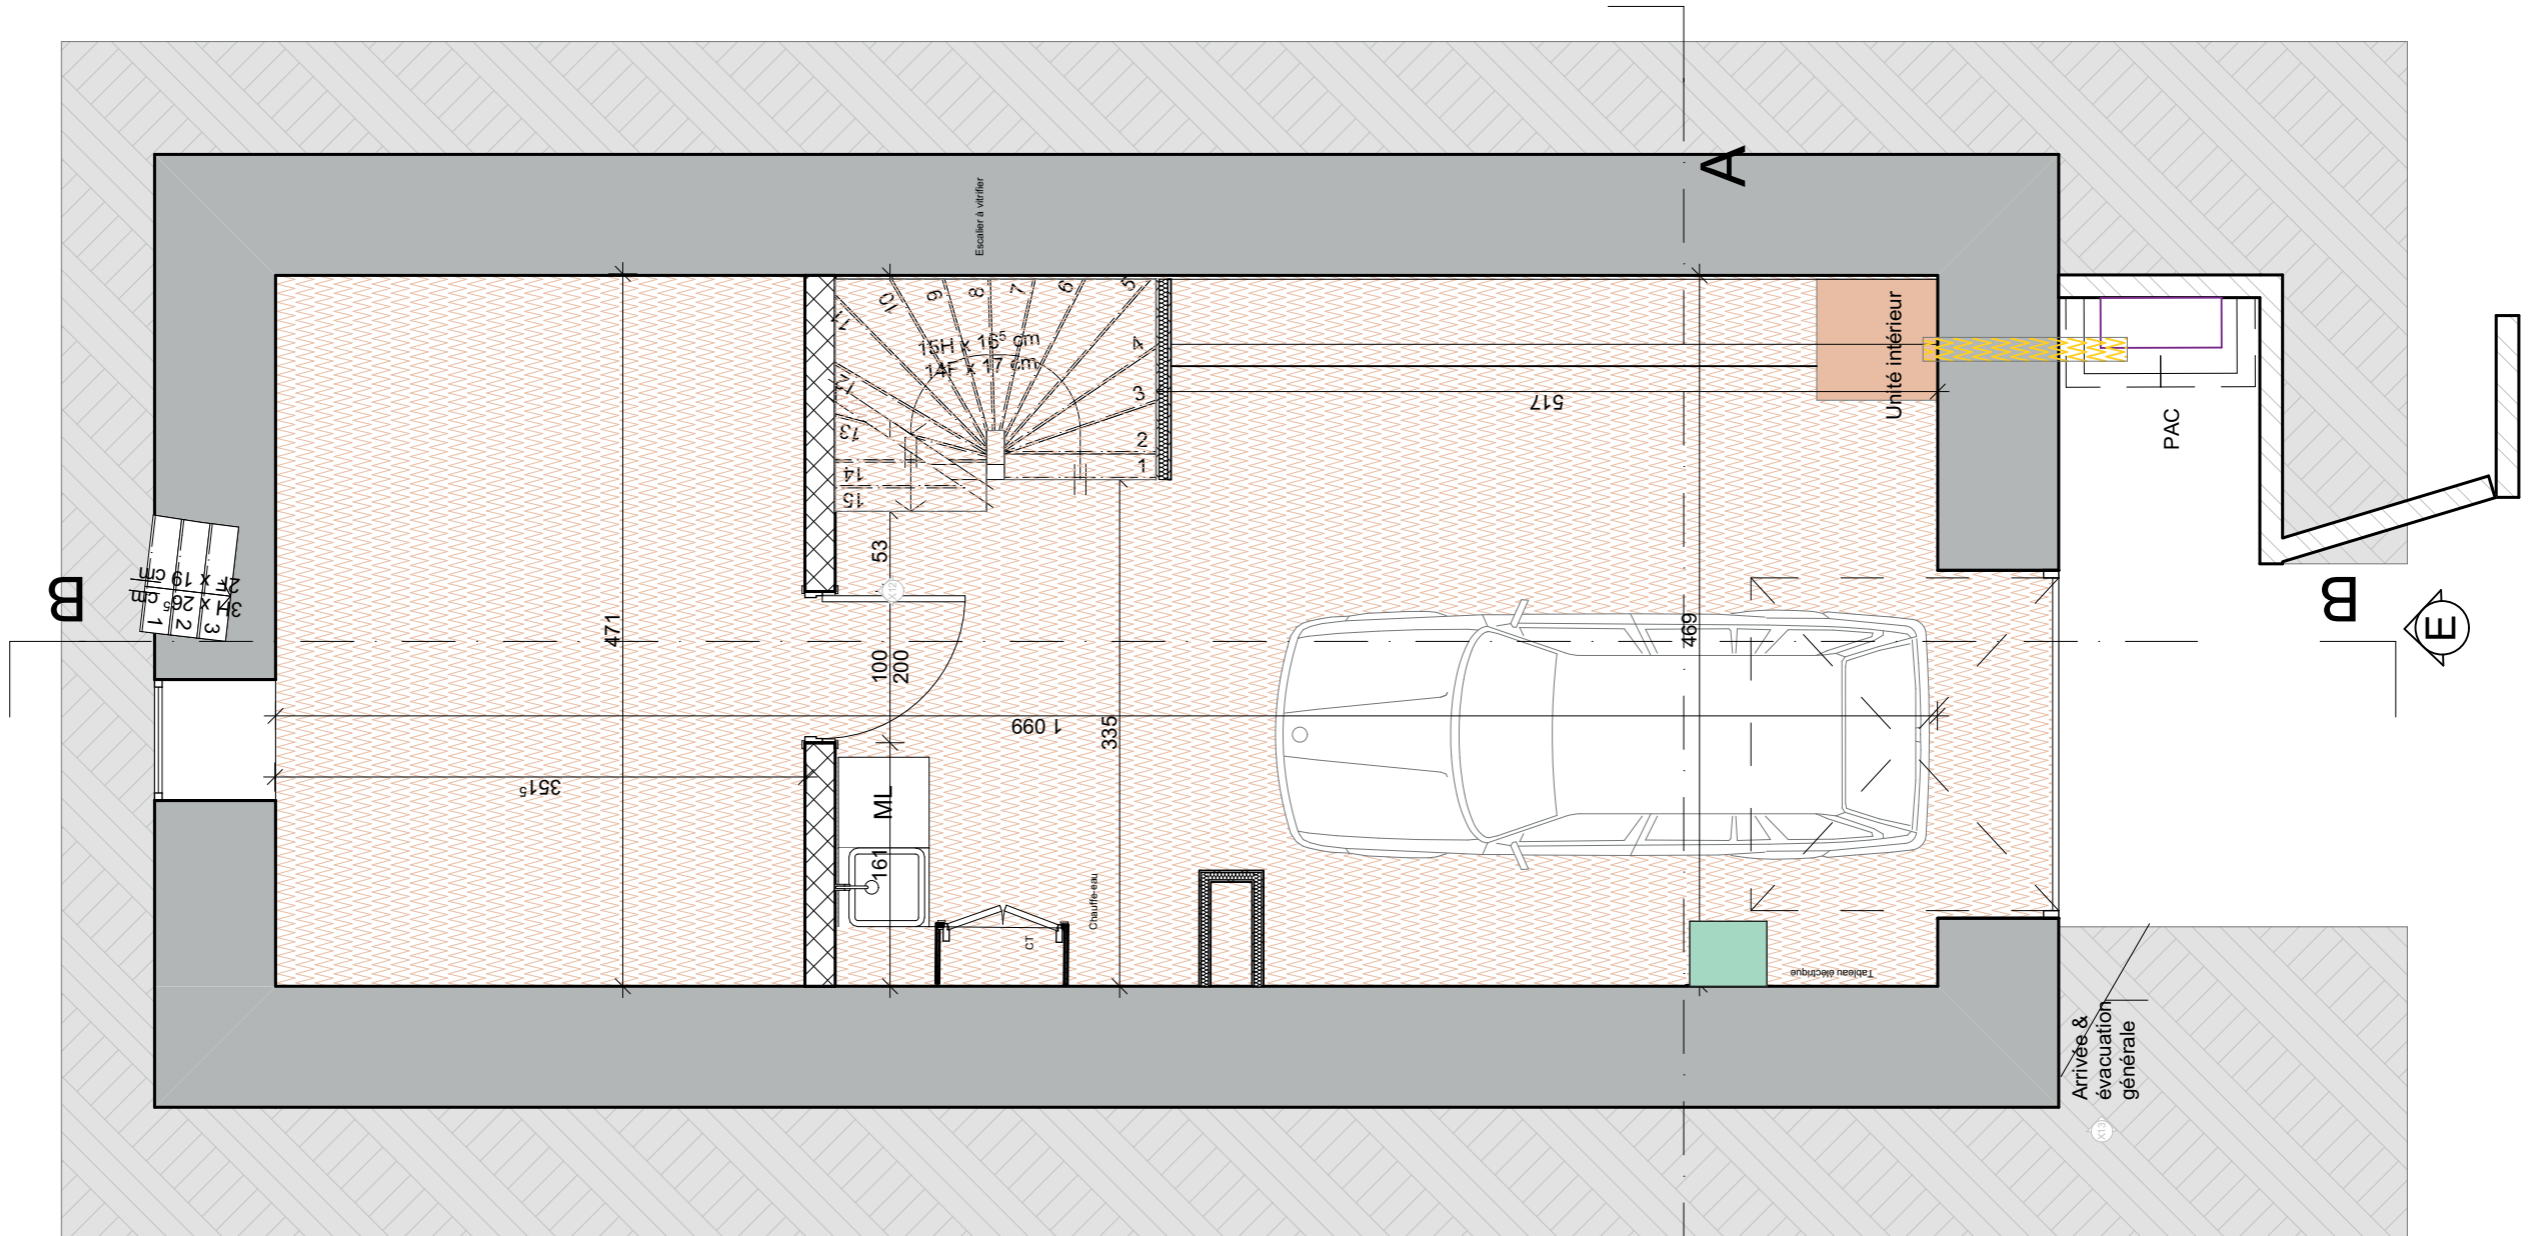 A
Escalier à vitrifier
11
10
9
8
7
6
5
4
3
2
1
12
13
14
15
15H x 16⁵ cm
14F x 17 cm
Unité intérieur
517
PAC
3H x 26⁵ cm
2F x 19 cm
1
2
3
B
B
E
53
471
100
200
469
335
1 099
351⁵
ML
161
CT
Chauffe-eau
Tableau éléctrique
Arrivée &
évacuation
générale